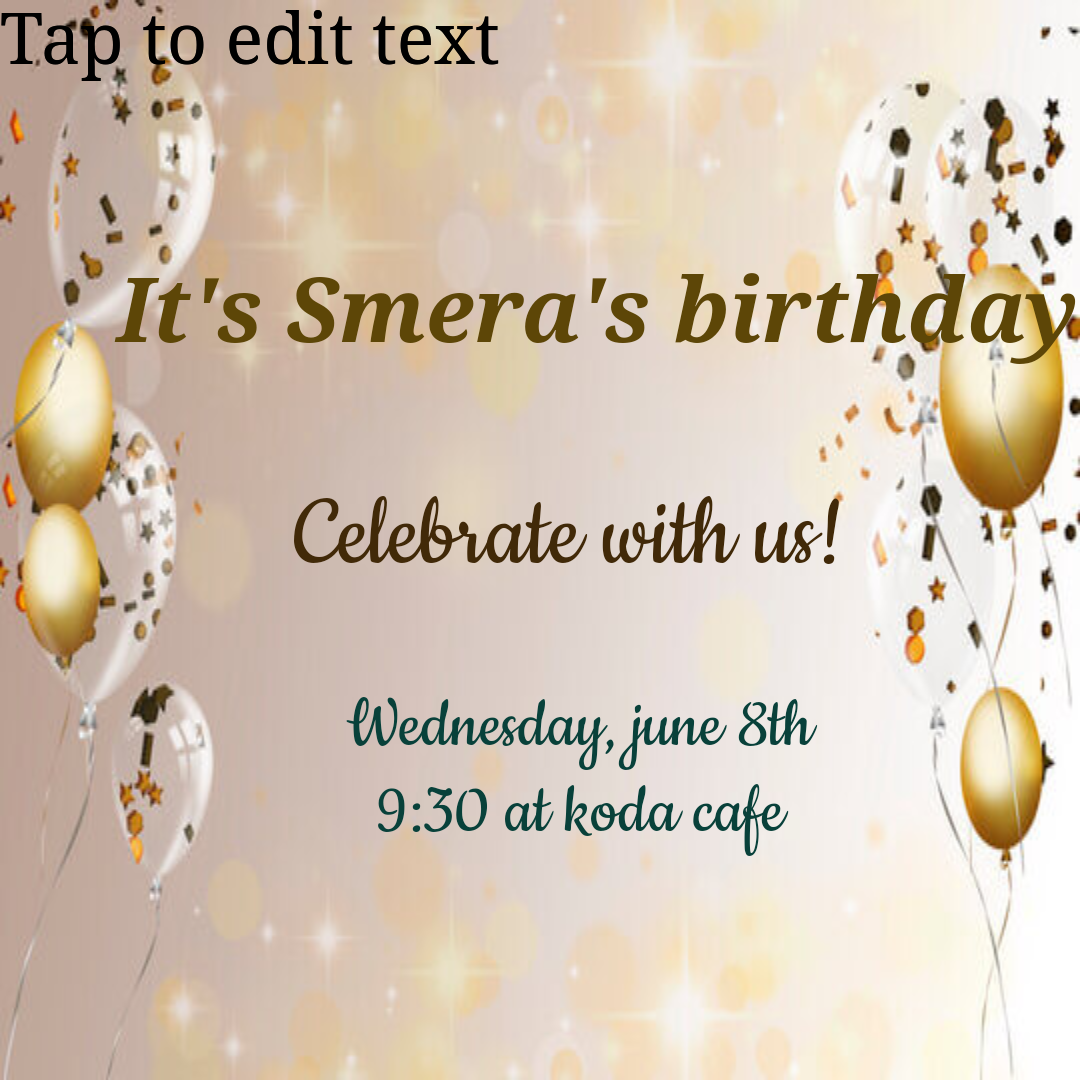 Tap to edit text
It's Smera's birthday
Celebrate with us!
Wednesday, june 8th
9:30 at koda cafe